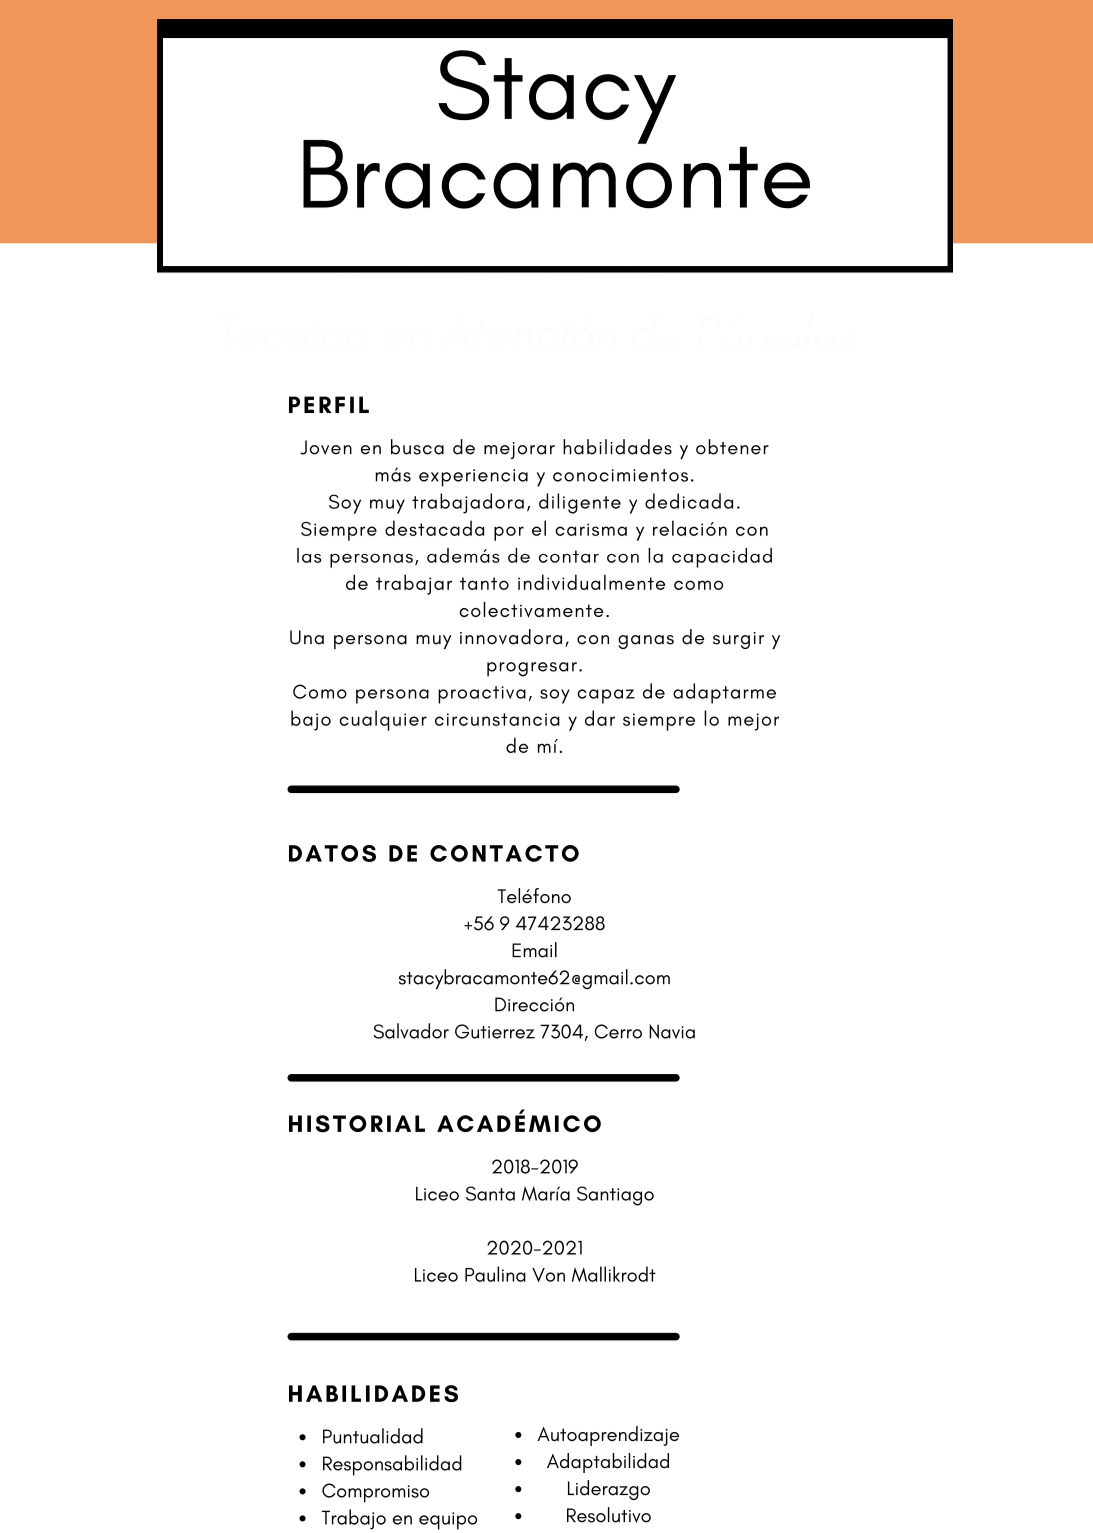 Stacy
Bracamonte
Tecnico en Atención de Párvulos
PERFIL
Joven en busca de mejorar habilidades y obtener
más experiencia y conocimientos.
Soy muy trabajadora, diligente y dedicada.
Siempre destacada por el carisma y relación con
las personas, además de contar con la capacidad
de trabajar tanto individualmente como
colectivamente.
Una persona muy innovadora, con ganas de surgir y
progresar.
Como persona proactiva, soy capaz de adaptarme
bajo cualquier circunstancia y dar siempre lo mejor
de mí.
DATOS DE CONTACTO
Teléfono
+56 9 47423288
Email
stacybracamonte62@gmail.com
Dirección
Salvador Gutierrez 7304, Cerro Navia
HISTORIAL ACADÉMICO
2018-2019
Liceo Santa María Santiago
2020-2021
Liceo Paulina Von Mallikrodt
HABILIDADES
• Puntualidad
• Responsabilidad
• Compromiso
• Trabajo en equipo
• Autoaprendizaje
• Adaptabilidad
• Liderazgo
• Resolutivo